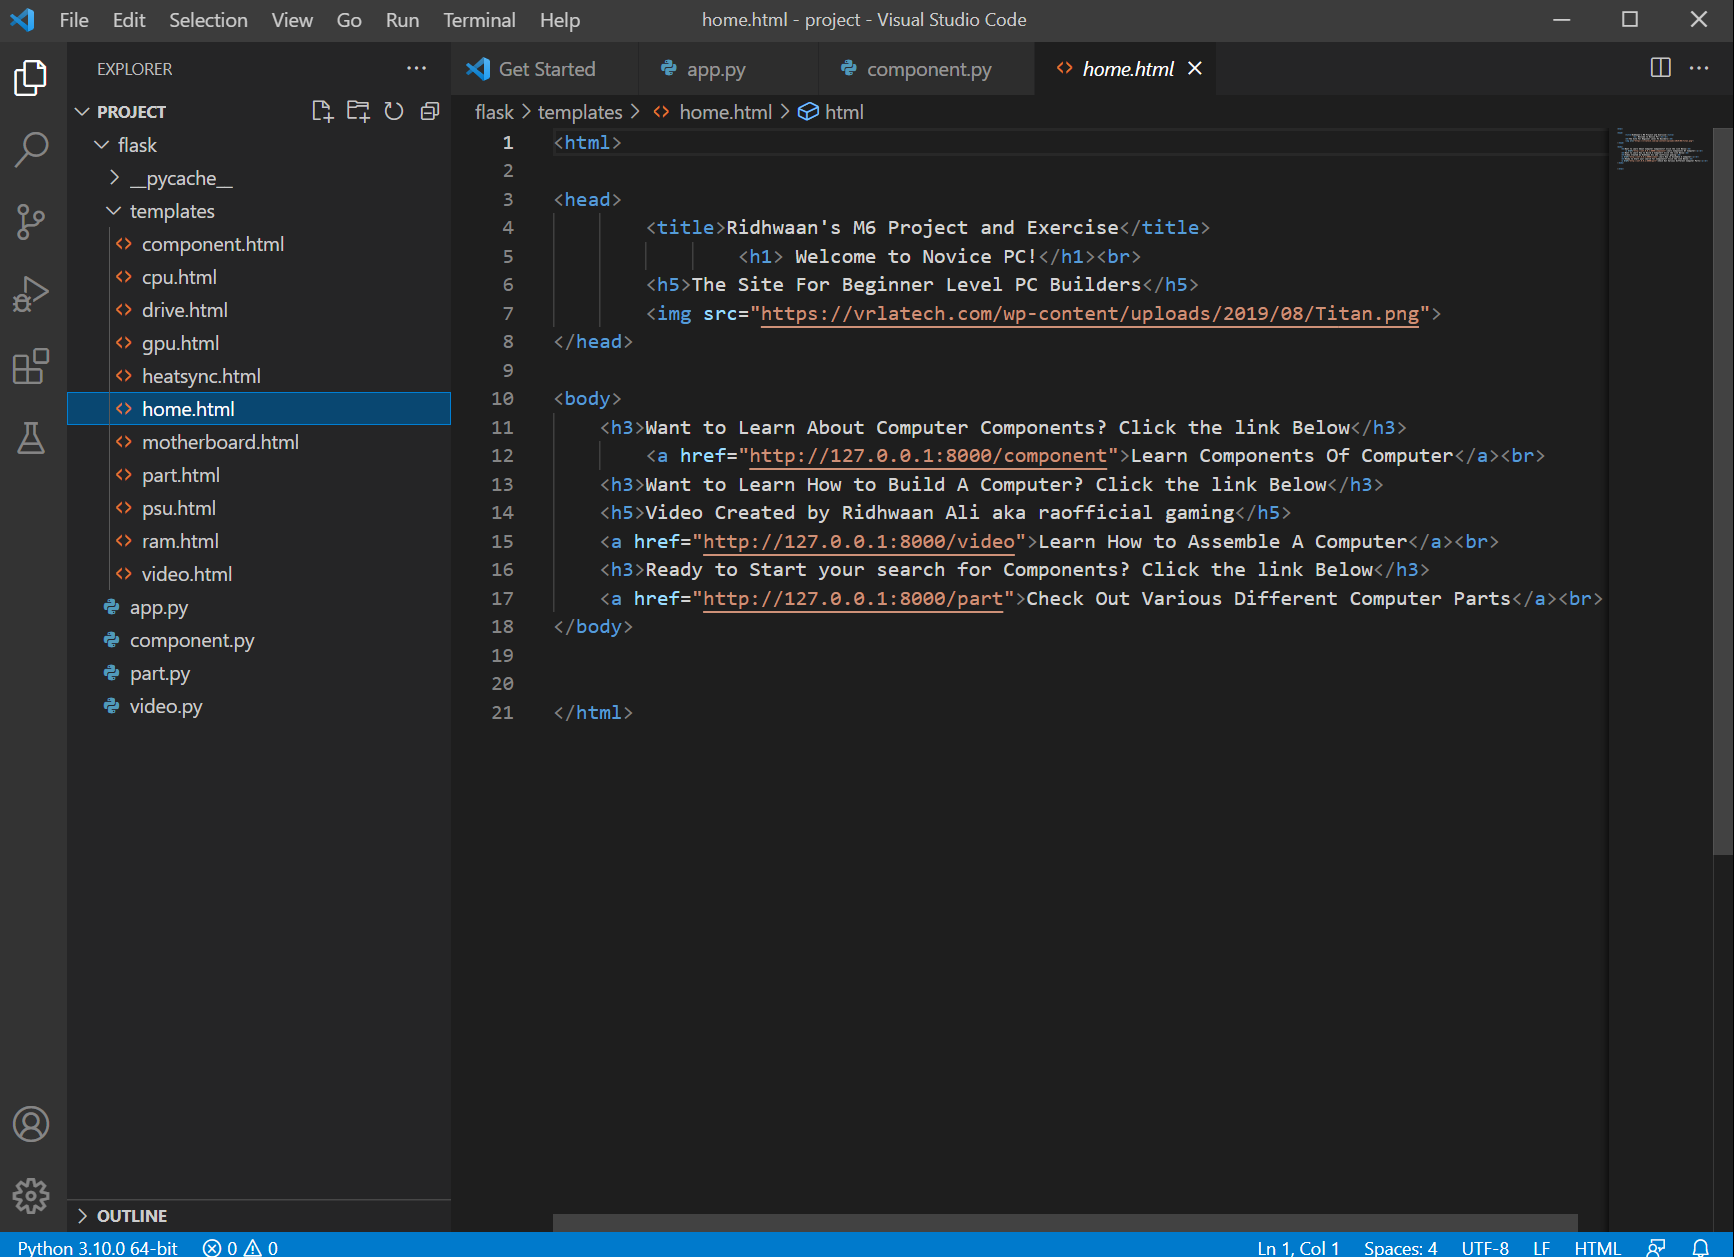 File Edit Selection View Go Run Terminal Help
home.html - project - Visual Studio Code
EXPLORER
Get Started
app.py
component.py
home.html
PROJECT
flask > templates > home.html > html
flask
__pycache__
templates
component.html
cpu.html
drive.html
gpu.html
heatsync.html
home.html
motherboard.html
part.html
psu.html
ram.html
video.html
app.py
component.py
part.py
video.py
OUTLINE
1 <html>
2
3 <head>
4 <title>Ridhwaan's M6 Project and Exercise</title>
5 <h1> Welcome to Novice PC!</h1><br>
6 <h5>The Site For Beginner Level PC Builders</h5>
7 <img src="https://vrlatech.com/wp-content/uploads/2019/08/Titan.png">
8 </head>
9
10 <body>
11 <h3>Want to Learn About Computer Components? Click the link Below</h3>
12 <a href="http://127.0.0.1:8000/component">Learn Components Of Computer</a><br>
13 <h3>Want to Learn How to Build A Computer? Click the link Below</h3>
14 <h5>Video Created by Ridhwaan Ali aka raofficial gaming</h5>
15 <a href="http://127.0.0.1:8000/video">Learn How to Assemble A Computer</a><br>
16 <h3>Ready to Start your search for Components? Click the link Below</h3>
17 <a href="http://127.0.0.1:8000/part">Check Out Various Different Computer Parts</a><br>
18 </body>
19
20
21 </html>
Python 3.10.0 64-bit 0 0
Ln 1, Col 1 Spaces: 4 UTF-8 LF HTML